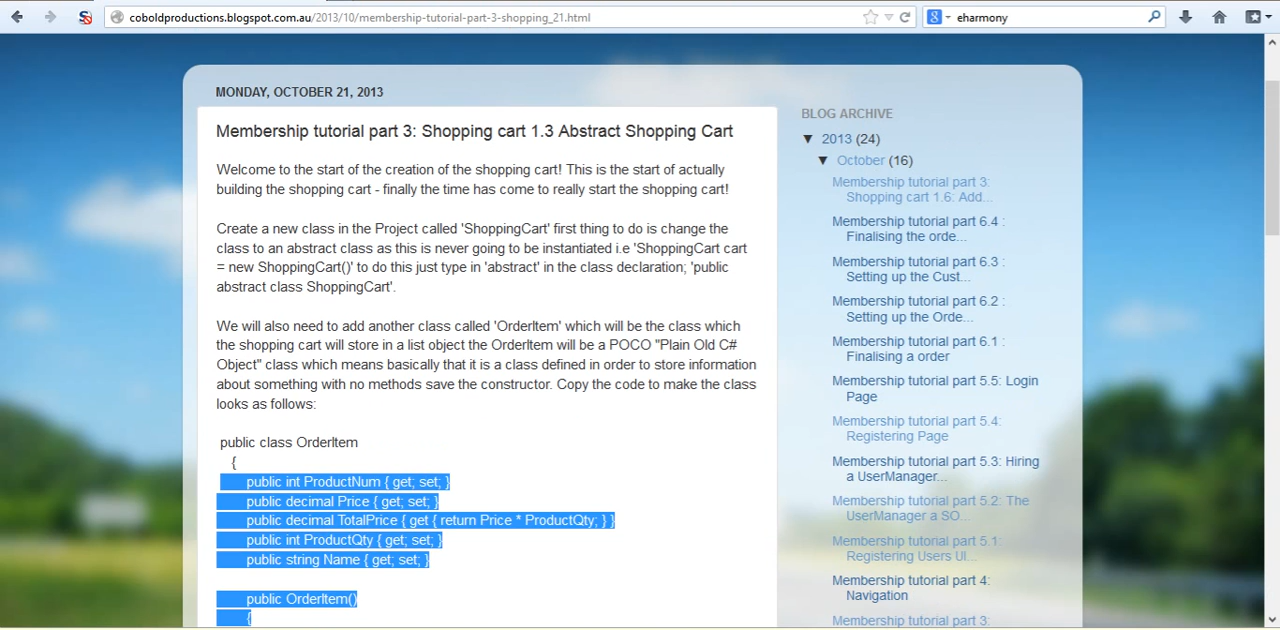 coboldproductions.blogspot.com.au/2013/10/membership-tutorial-part-3-shopping_21.html
eharmony
MONDAY, OCTOBER 21, 2013
Membership tutorial part 3: Shopping cart 1.3 Abstract Shopping Cart
Welcome to the start of the creation of the shopping cart! This is the start of actually
building the shopping cart - finally the time has come to really start the shopping cart!
Create a new class in the Project called 'ShoppingCart' first thing to do is change the
class to an abstract class as this is never going to be instantiated i.e 'ShoppingCart cart
= new ShoppingCart()' to do this just type in 'abstract' in the class declaration; 'public
abstract class ShoppingCart'.
We will also need to add another class called 'OrderItem' which will be the class which
the shopping cart will store in a list object the OrderItem will be a POCO "Plain Old C#
Object" class which means basically that it is a class defined in order to store information
about something with no methods save the constructor. Copy the code to make the class
looks as follows:
public class OrderItem
{
public int ProductNum { get; set; }
public decimal Price { get; set; }
public decimal TotalPrice { get { return Price * ProductQty; } }
public int ProductQty { get; set; }
public string Name { get; set; }
public OrderItem()
{
BLOG ARCHIVE
▼ 2013 (24)
▼ October (16)
Membership tutorial part 3:
Shopping cart 1.6: Add...
Membership tutorial part 6.4 :
Finalising the orde...
Membership tutorial part 6.3 :
Setting up the Cust...
Membership tutorial part 6.2 :
Setting up the Orde...
Membership tutorial part 6.1 :
Finalising a order
Membership tutorial part 5.5: Login
Page
Membership tutorial part 5.4:
Registering Page
Membership tutorial part 5.3: Hiring
a UserManager...
Membership tutorial part 5.2: The
UserManager a SO...
Membership tutorial part 5.1:
Registering Users UI...
Membership tutorial part 4:
Navigation
Membership tutorial part 3: